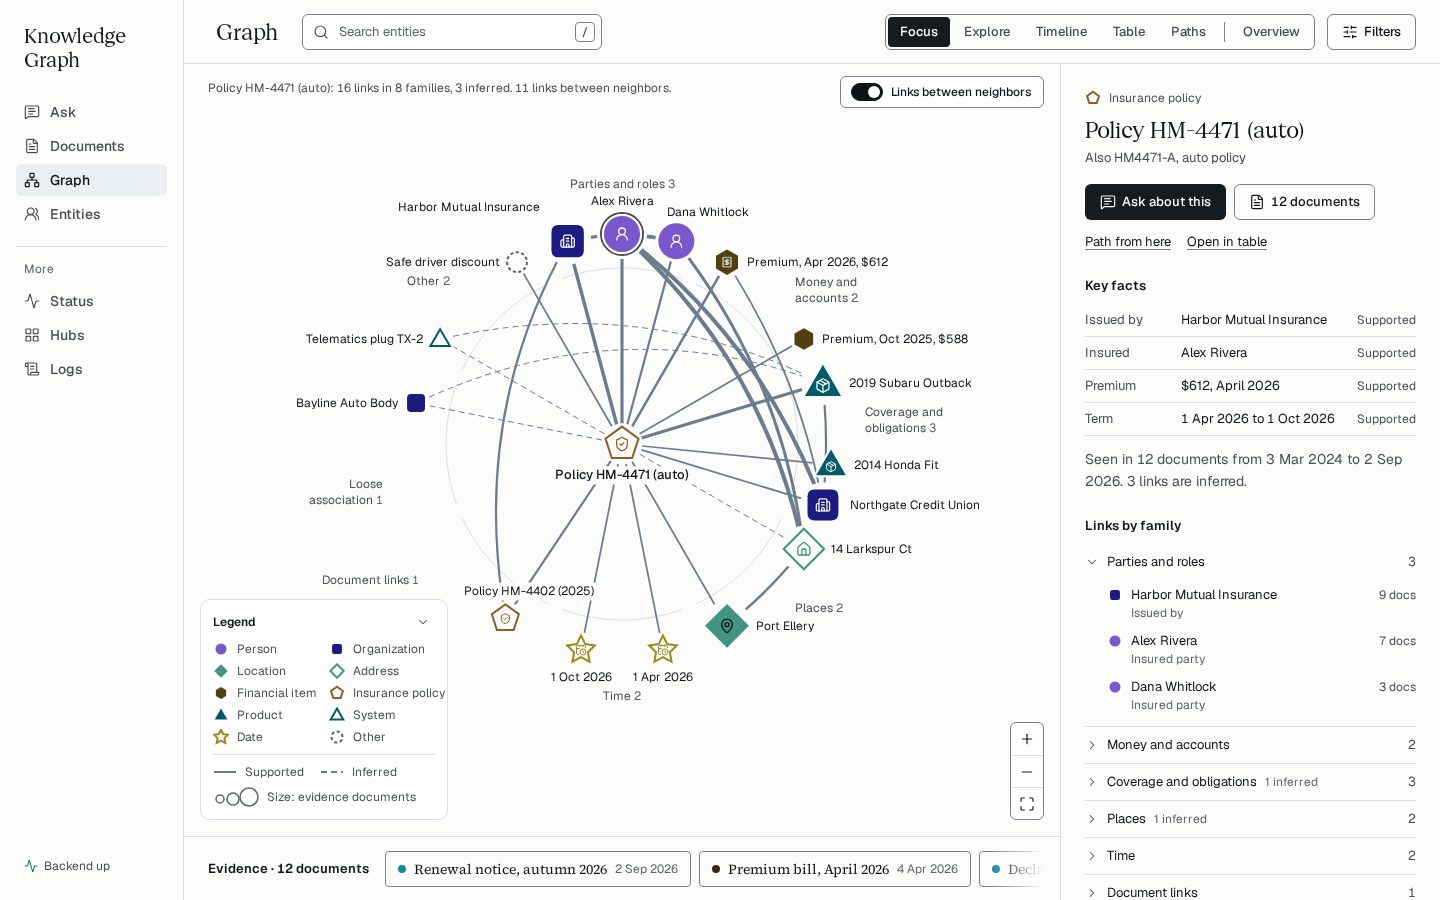 Knowledge
Graph
Ask
Documents
Graph
Entities
More
Status
Hubs
Logs
Backend up
Graph
Search entities
/
Focus
Explore
Timeline
Table
Paths
Overview
Filters
Policy HM-4471 (auto): 16 links in 8 families, 3 inferred. 11 links between neighbors.
Links between neighbors
Parties and roles 3
Alex Rivera
Harbor Mutual Insurance
Dana Whitlock
Safe driver discount
Other 2
Premium, Apr 2026, $612
Money and
accounts 2
Telematics plug TX-2
Premium, Oct 2025, $588
2019 Subaru Outback
Bayline Auto Body
Coverage and
obligations 3
Policy HM-4471 (auto)
2014 Honda Fit
Loose
association 1
Northgate Credit Union
14 Larkspur Ct
Document links 1
Policy HM-4402 (2025)
Places 2
Port Ellery
1 Oct 2026
1 Apr 2026
Time 2
Legend
Person
Organization
Location
Address
Financial item
Insurance policy
Product
System
Date
Other
Supported
Inferred
Size: evidence documents
Evidence · 12 documents
Renewal notice, autumn 2026 2 Sep 2026
Premium bill, April 2026 4 Apr 2026
Insurance policy
Policy HM-4471 (auto)
Also HM4471-A, auto policy
Ask about this
12 documents
Path from here
Open in table
Key facts
Issued by Harbor Mutual Insurance Supported
Insured Alex Rivera Supported
Premium $612, April 2026 Supported
Term 1 Apr 2026 to 1 Oct 2026 Supported
Seen in 12 documents from 3 Mar 2024 to 2 Sep
2026. 3 links are inferred.
Links by family
Parties and roles 3
Harbor Mutual Insurance 9 docs
Issued by
Alex Rivera 7 docs
Insured party
Dana Whitlock 3 docs
Insured party
Money and accounts 2
Coverage and obligations 1 inferred 3
Places 1 inferred 2
Time 2
Document links 1